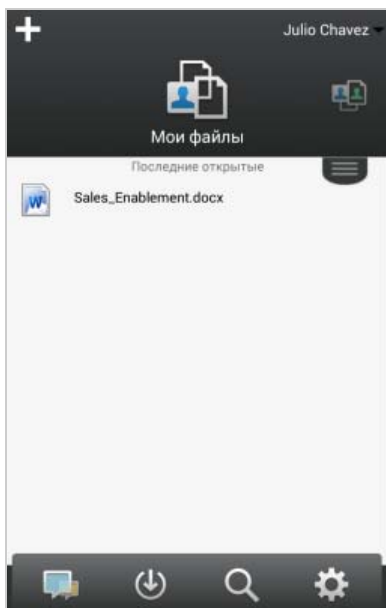 Julio Chavez
Мои файлы
Последние открытые
Sales_Enablement.docx